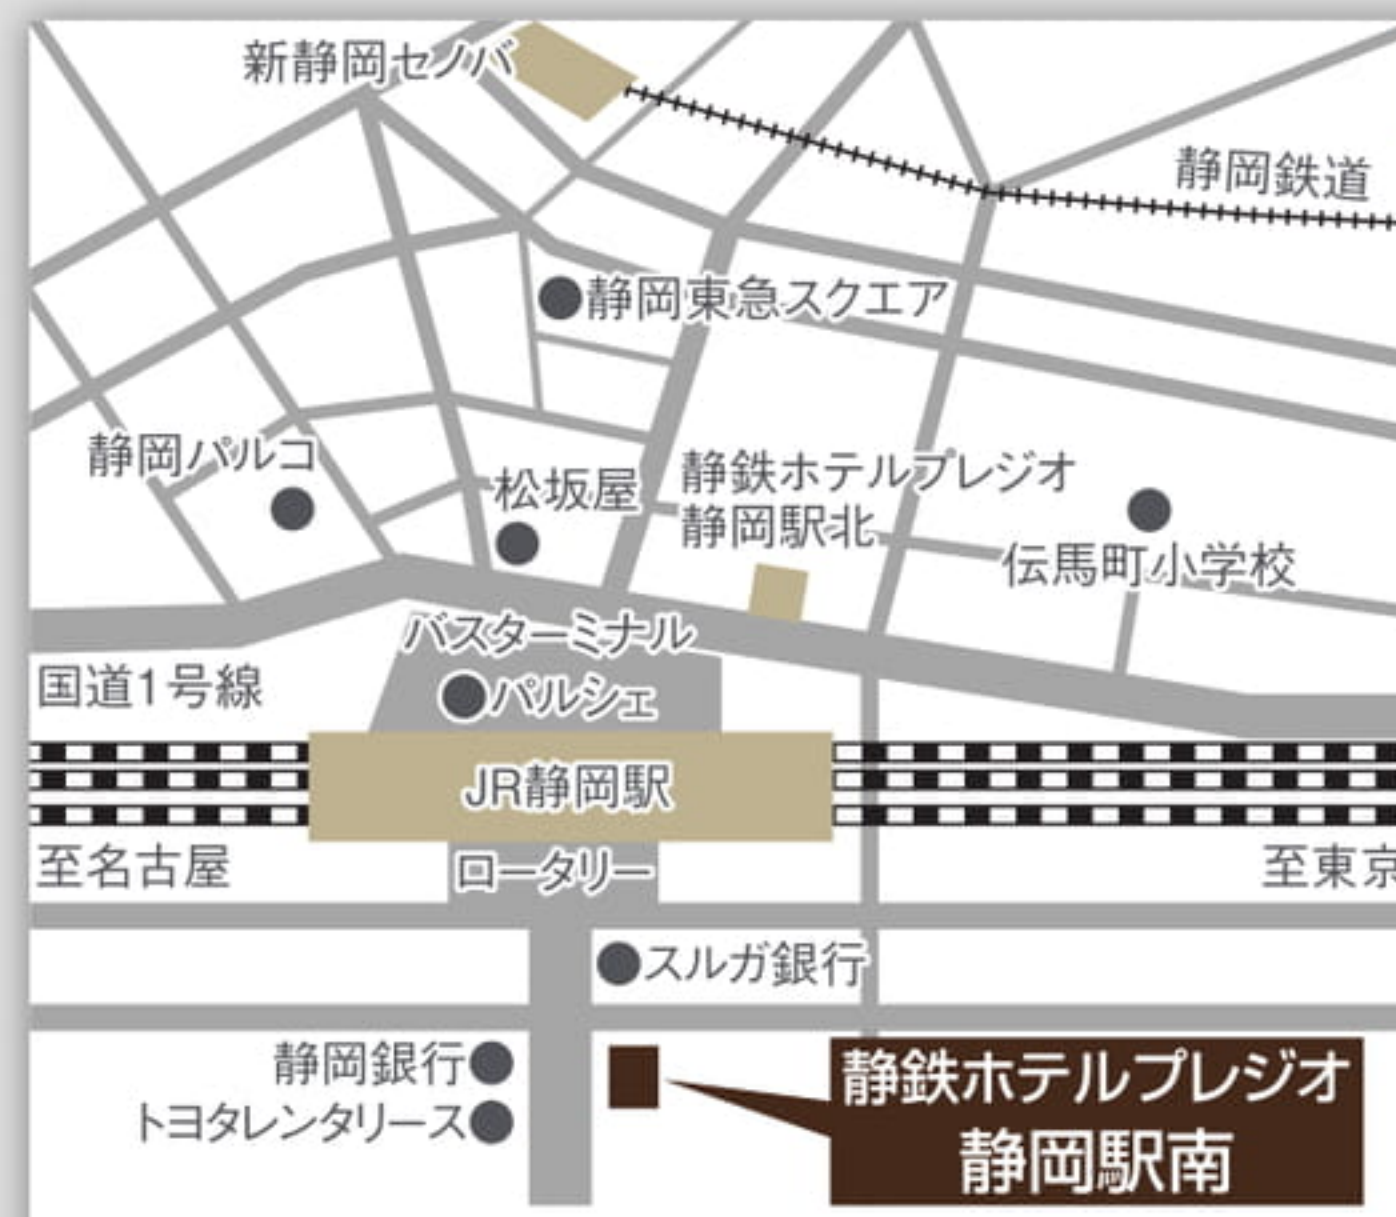 新静岡セノバ
静岡鉄道
静岡東急スクエア
静岡パルコ
松坂屋
静鉄ホテルプレジオ
静岡駅北
伝馬町小学校
バスターミナル
国道1号線
パルシェ
JR静岡駅
至名古屋
ロータリー
至東京
スルガ銀行
静岡銀行
トヨタレンタリース
静鉄ホテルプレジオ
静岡駅南